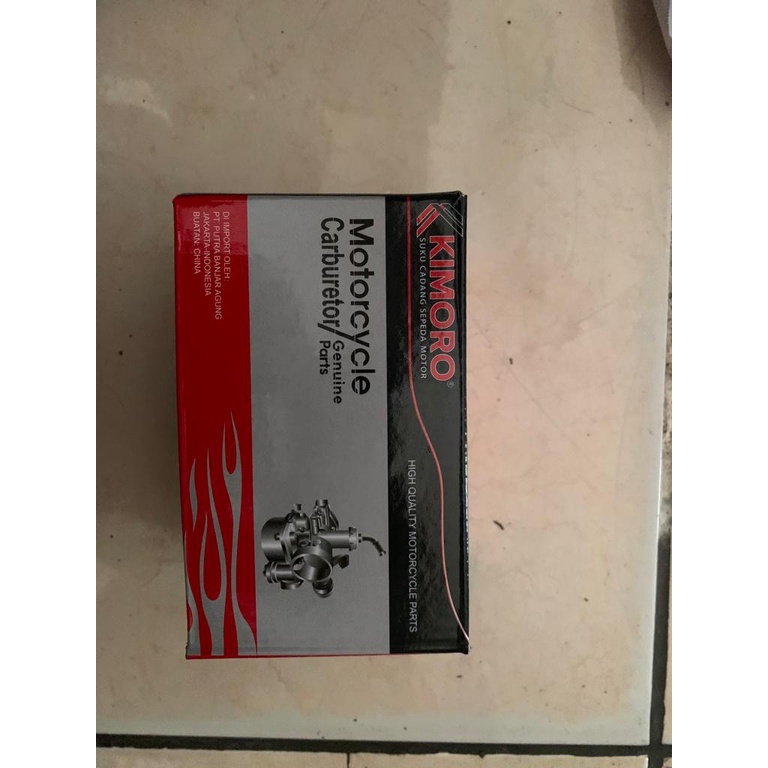 KIMORO®
SUKU CADANG SEPEDA MOTOR
HIGH QUALITY MOTORCYCLE PARTS
Motorcycle
Carburetor/Genuine
Parts
DI IMPORT OLEH:
PT. PUTRA BANJAR AGUNG
JAKARTA-INDONESIA
BUATAN: CHINA